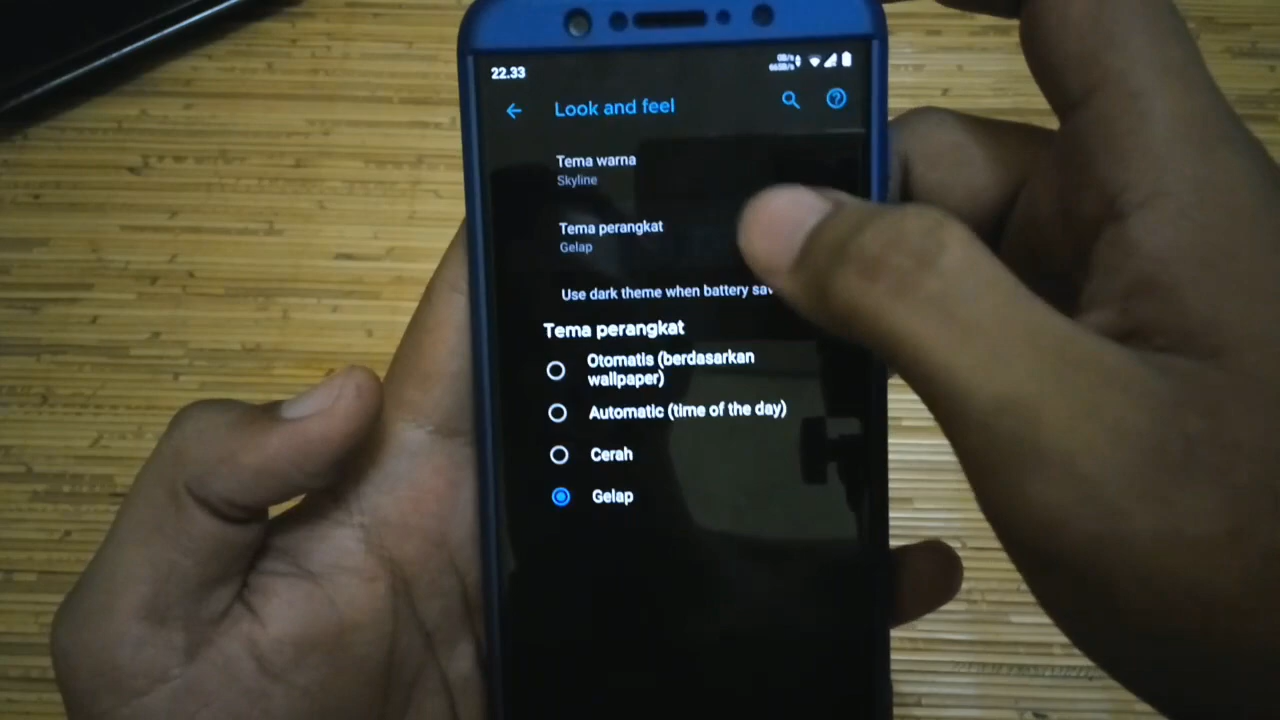 22.33
Look and feel
Tema warna
Skyline
Tema perangkat
Gelap
Use dark theme when battery
Tema perangkat
Otomatis (berdasarkan
wallpaper)
Automatic (time of the day)
Cerah
Gelap